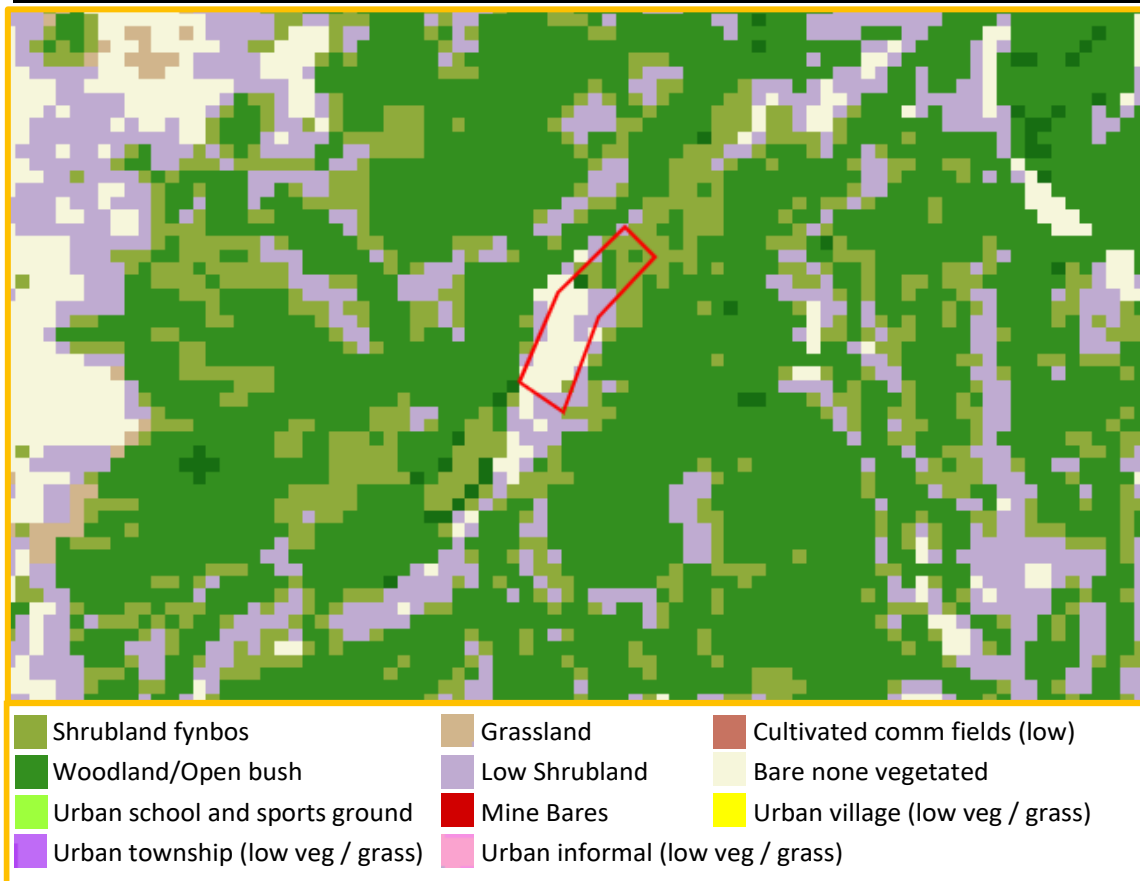 Shrubland fynbos Grassland Cultivated comm fields (low)
Woodland/Open bush Low Shrubland Bare none vegetated
Urban school and sports ground Mine Bares Urban village (low veg / grass)
Urban township (low veg / grass) Urban informal (low veg / grass)